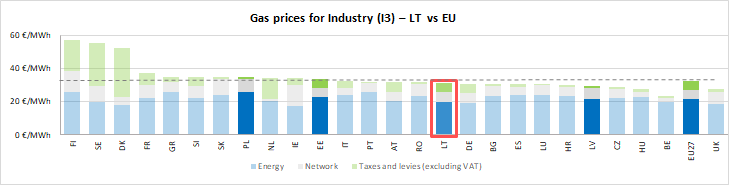 Gas prices for Industry (I3) – LT vs EU
60 €/MWh
40 €/MWh
20 €/MWh
0 €/MWh
FI SE DK FR GR SI SK PL NL IE EE IT PT AT RO LT DE BG ES LU HR LV CZ HU BE EU27 UK
Energy Network Taxes and levies (excluding VAT)